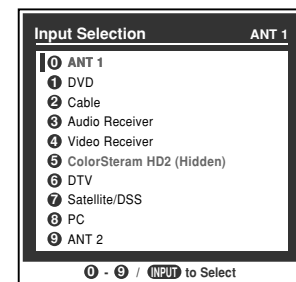 Input Selection ANT 1
0 ANT 1
1 DVD
2 Cable
3 Audio Receiver
4 Video Receiver
5 ColorSteram HD2 (Hidden)
6 DTV
7 Satellite/DSS
8 PC
9 ANT 2
0 - 9 / INPUT to Select